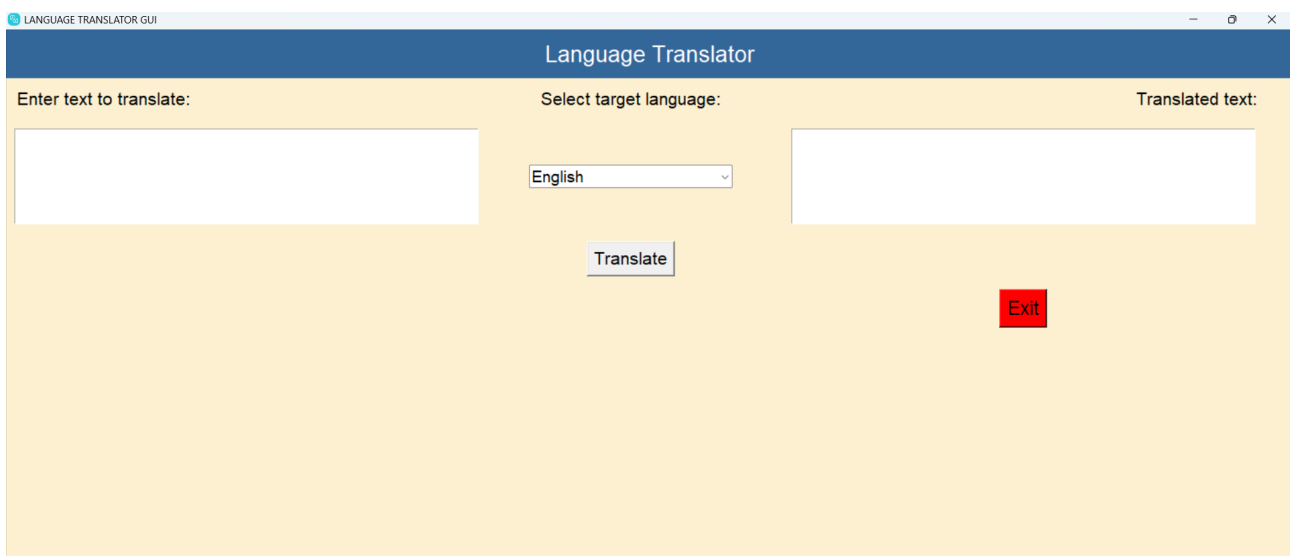 LANGUAGE TRANSLATOR GUI
Language Translator
Enter text to translate:
Select target language:
Translated text:
English
Translate
Exit